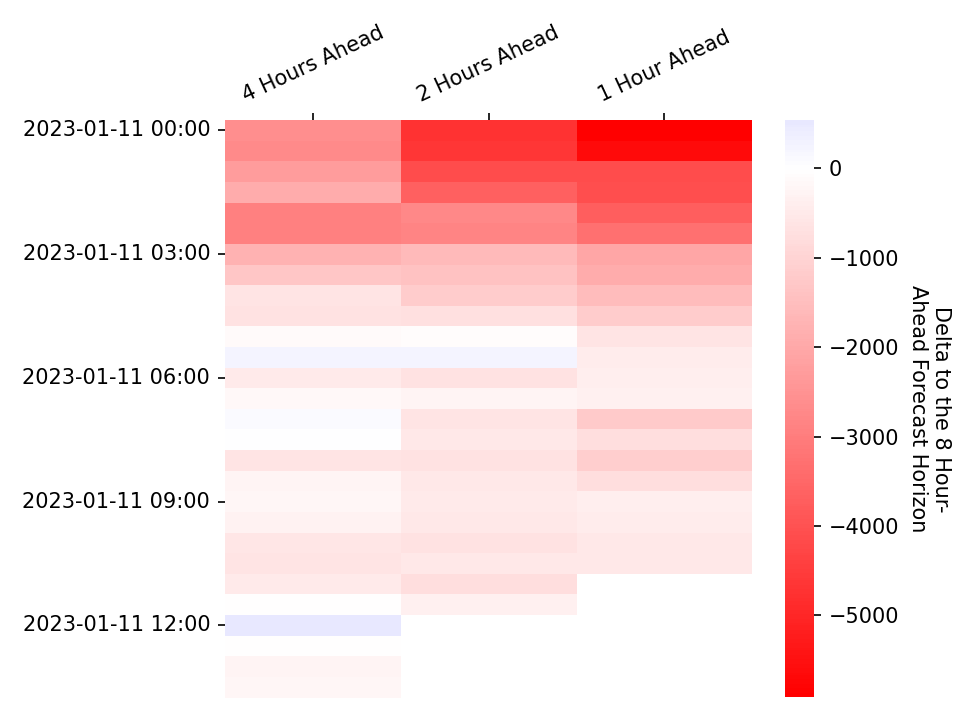 4 Hours Ahead
2 Hours Ahead
1 Hour Ahead
2023-01-11 00:00
2023-01-11 03:00
2023-01-11 06:00
2023-01-11 09:00
2023-01-11 12:00
0
−1000
−2000
−3000
−4000
−5000
Delta to the 8 Hour-
Ahead Forecast Horizon